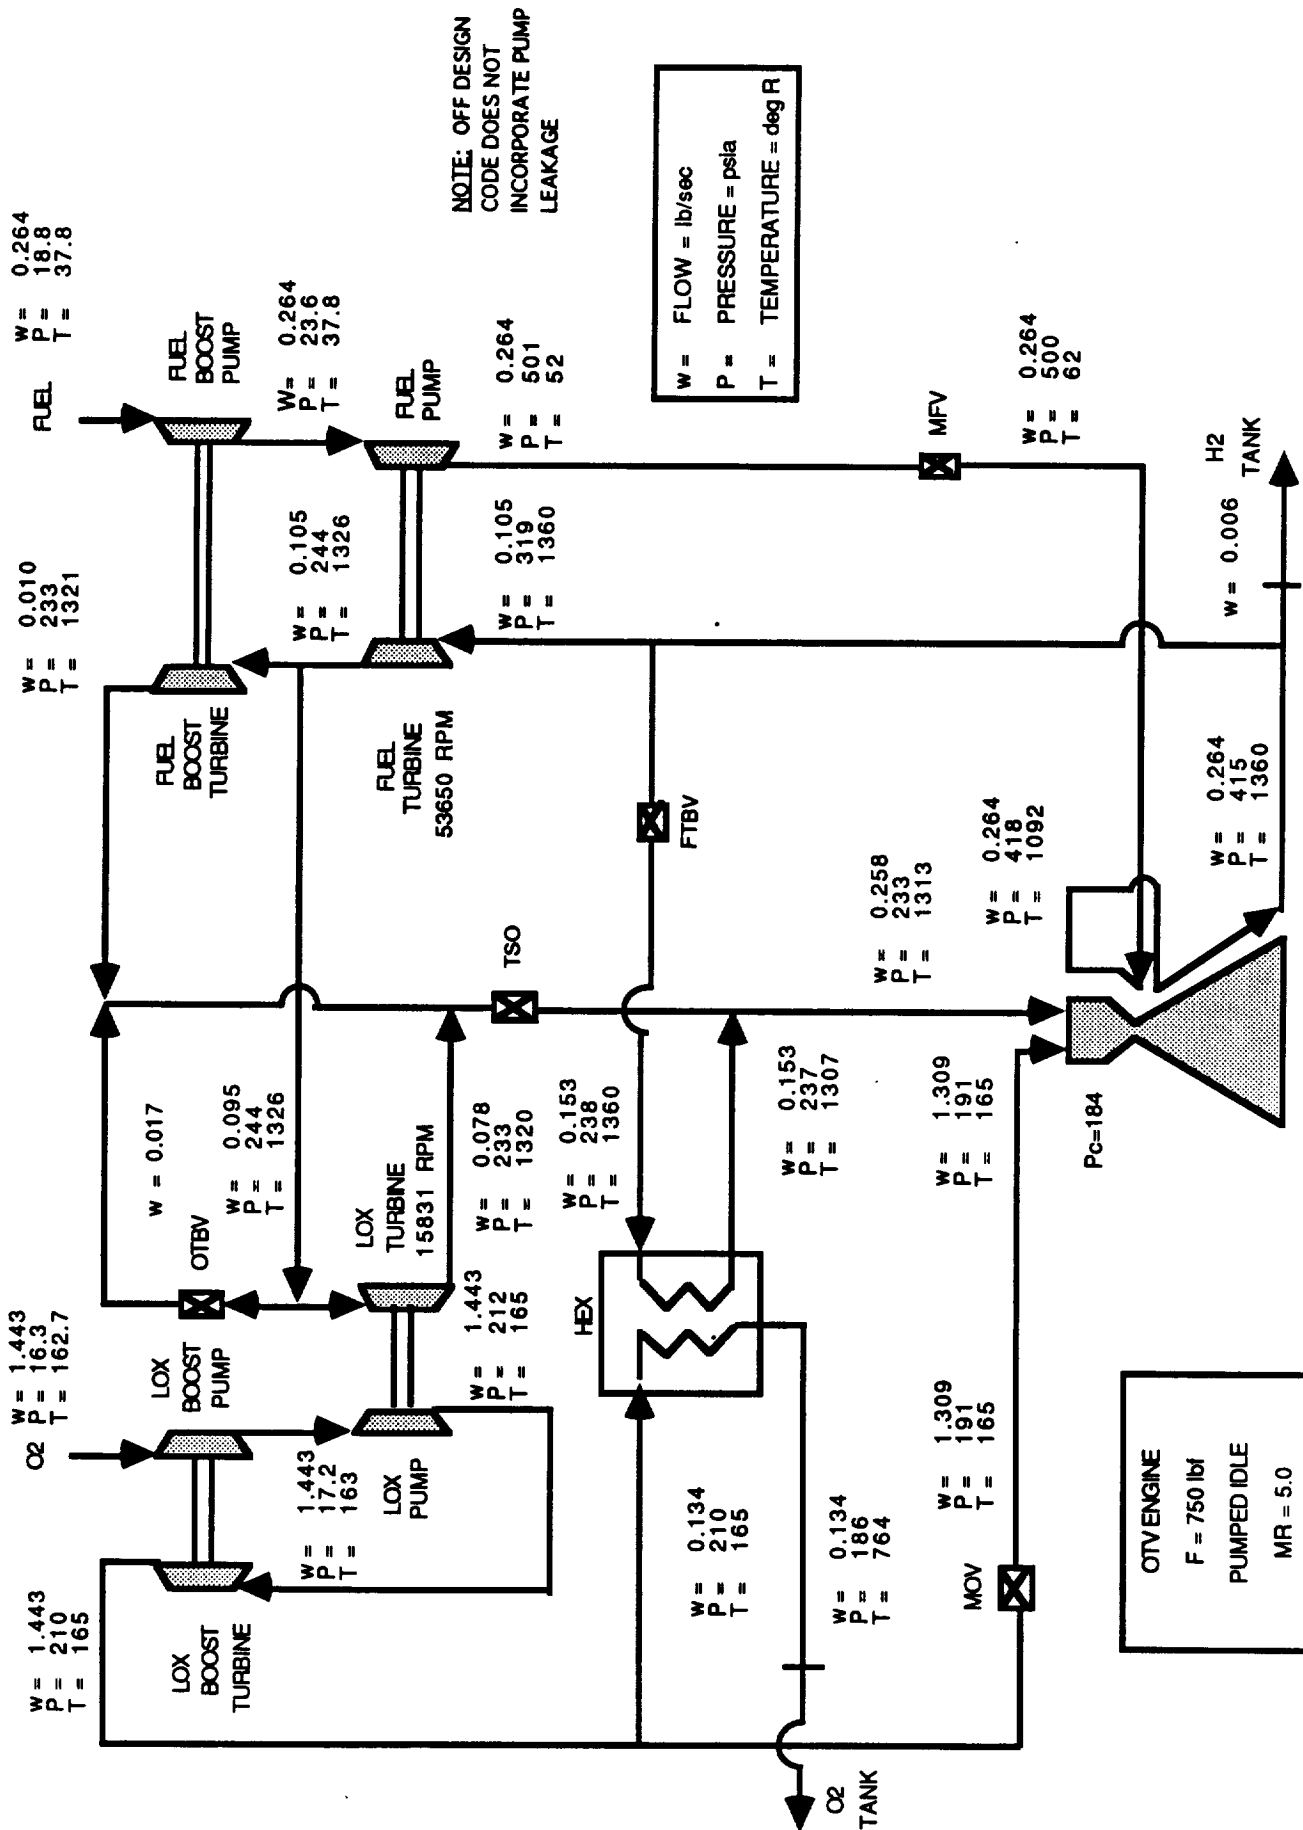 FUEL
w = 0.264
P = 18.8
T = 37.8
FUEL
BOOST
PUMP
W = 0.264
P = 23.6
T = 37.8
FUEL
PUMP
w = 0.264
P = 501
T = 52
NOTE: OFF DESIGN
CODE DOES NOT
INCORPORATE PUMP
LEAKAGE
w = FLOW = lb/sec
P = PRESSURE = psia
T = TEMPERATURE = deg R
MFV
w = 0.264
P = 500
T = 62
H2
TANK
w = 0.006
w = 0.010
P = 233
T = 1321
FUEL
BOOST
TURBINE
w = 0.105
P = 244
T = 1326
FUEL
TURBINE
53650 RPM
w = 0.105
P = 319
T = 1360
FTBV
TSO
w = 0.258
P = 233
T = 1313
w = 0.264
P = 418
T = 1092
w = 0.264
P = 415
T = 1360
w = 0.017
OTBV
w = 0.095
P = 244
T = 1326
LOX
TURBINE
15831 RPM
w = 0.078
P = 233
T = 1320
w = 0.153
P = 238
T = 1360
HEX
w = 0.153
P = 237
T = 1307
w = 1.309
P = 191
T = 165
Pc=184
O2
w = 1.443
P = 16.3
T = 162.7
LOX
BOOST
PUMP
w = 1.443
P = 17.2
T = 163
LOX
PUMP
w = 1.443
P = 212
T = 165
w = 1.443
P = 210
T = 165
LOX
BOOST
TURBINE
w = 0.134
P = 210
T = 165
w = 0.134
P = 186
T = 764
w = 1.309
P = 191
T = 165
MOV
O2
TANK
OTV ENGINE
F = 750 lbf
PUMPED IDLE
MR = 5.0